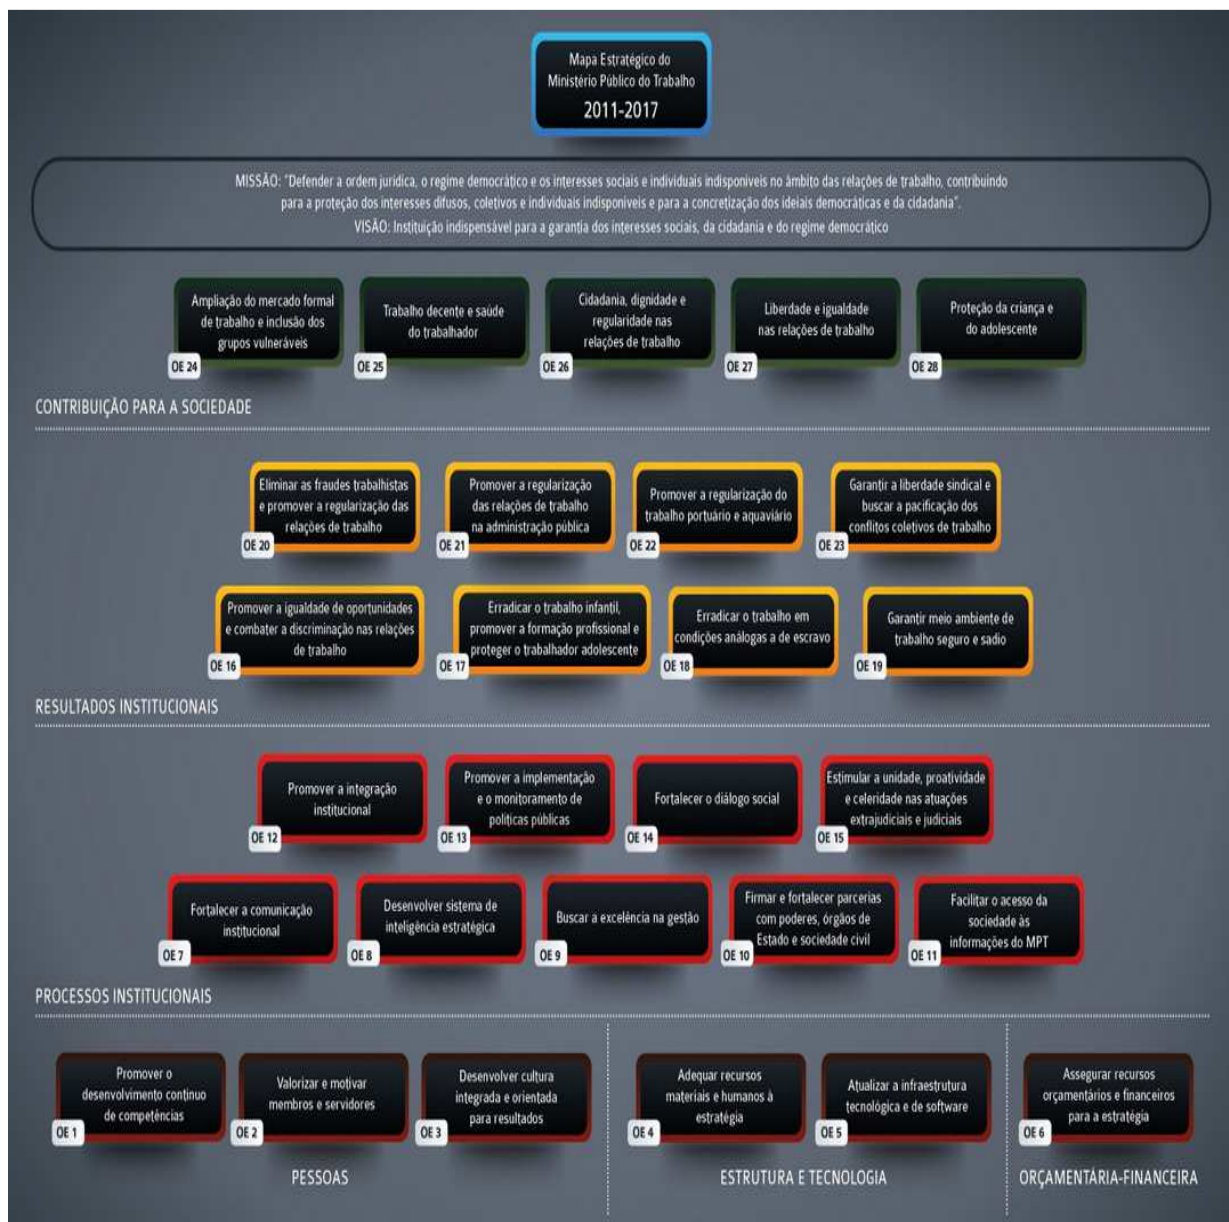 Mapa Estratégico do
Ministério Público do Trabalho
2011-2017
MISSÃO: "Defender a ordem jurídica, o regime democrático e os interesses sociais e individuais indisponíveis no âmbito das relações de trabalho, contribuindo
para a proteção dos interesses difusos, coletivos e individuais indisponíveis e para a concretização dos ideiais democráticas e da cidadania".
VISÃO: Instituição indispensável para a garantia dos interesses sociais, da cidadania e do regime democrático
Ampliação do mercado formal
de trabalho e inclusão dos
grupos vulneráveis
OE 24
Trabalho decente e saúde
do trabalhador
OE 25
Cidadania, dignidade e
regularidade nas
relações de trabalho
OE 26
Liberdade e igualdade
nas relações de trabalho
OE 27
Proteção da criança e
do adolescente
OE 28
CONTRIBUIÇÃO PARA A SOCIEDADE
Eliminar as fraudes trabalhistas
e promover a regularização das
relações de trabalho
OE 20
Promover a regularização
das relações de trabalho
na administração pública
OE 21
Promover a regularização do
trabalho portuário e aquaviário
OE 22
Garantir a liberdade sindical e
buscar a pacificação dos
conflitos coletivos de trabalho
OE 23
Promover a igualdade de oportunidades
e combater a discriminação nas relações
de trabalho
OE 16
Erradicar o trabalho infantil,
promover a formação profissional e
proteger o trabalhador adolescente
OE 17
Erradicar o trabalho em
condições análogas a de escravo
OE 18
Garantir meio ambiente de
trabalho seguro e sadio
OE 19
RESULTADOS INSTITUCIONAIS
Promover a integração
institucional
OE 12
Promover a implementação
e o monitoramento de
políticas públicas
OE 13
Fortalecer o diálogo social
OE 14
Estimular a unidade, proatividade
e celeridade nas atuações
extrajudiciais e judiciais
OE 15
Fortalecer a comunicação
institucional
OE 7
Desenvolver sistema de
inteligência estratégica
OE 8
Buscar a excelência na gestão
OE 9
Firmar e fortalecer parcerias
com poderes, órgãos de
Estado e sociedade civil
OE 10
Facilitar o acesso da
sociedade às
informações do MPT
OE 11
PROCESSOS INSTITUCIONAIS
Promover o
desenvolvimento contínuo
de competências
OE 1
Valorizar e motivar
membros e servidores
OE 2
Desenvolver cultura
integrada e orientada
para resultados
OE 3
Adequar recursos
materiais e humanos à
estratégia
OE 4
Atualizar a infraestrutura
tecnológica e de software
OE 5
Assegurar recursos
orçamentários e financeiros
para a estratégia
OE 6
PESSOAS
ESTRUTURA E TECNOLOGIA
ORÇAMENTÁRIA-FINANCEIRA